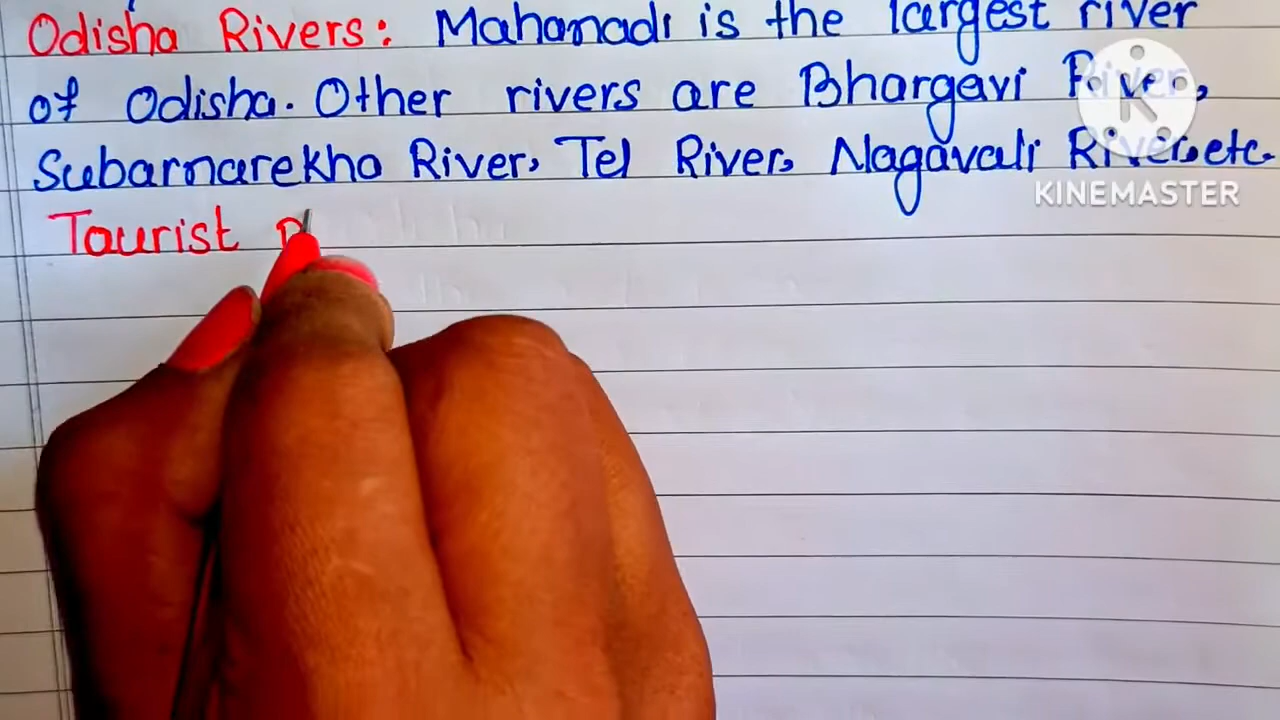 Odisha Rivers: Mahanadi is the largest river
of Odisha. Other rivers are Bhargavi River,
Subarnarekha River, Tel River, Nagavali River, etc.
KINEMASTER
Tourist P